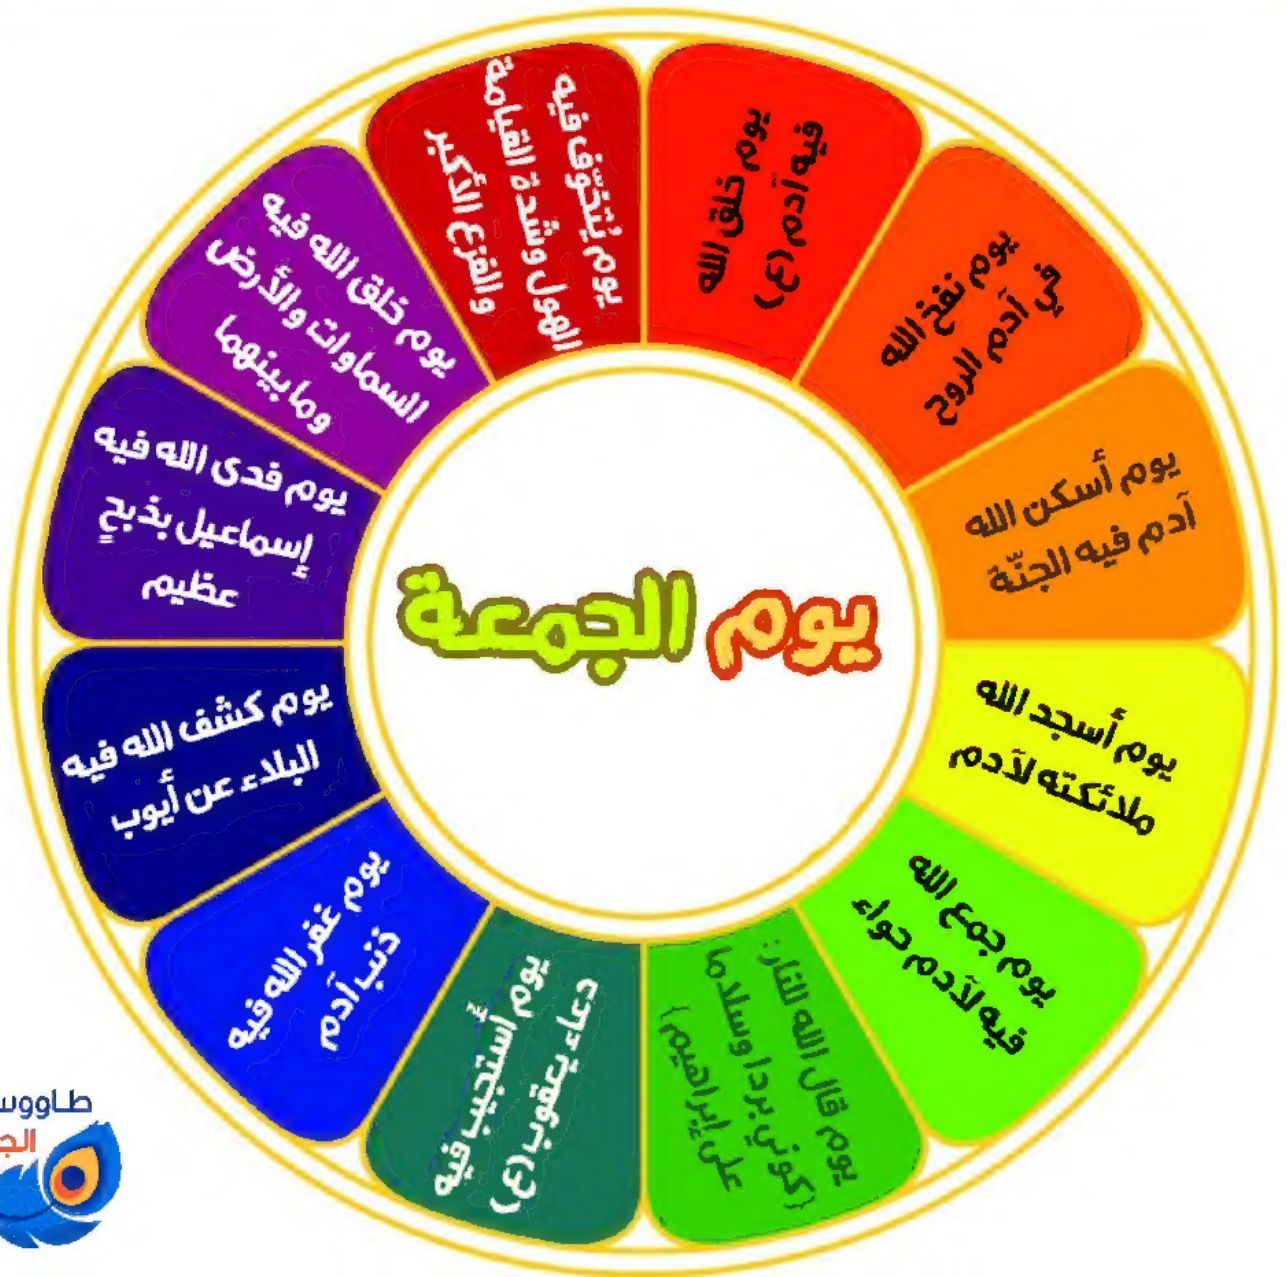 يوم الجمعة
يوم خلق الله
فيه آدم (ع)
يوم نفخ الله
في آدم الروح
يوم أسكن الله
آدم فيه الجنّة
يوم أسجد الله
ملائكته لآدم
يوم جمع الله
فيه لآدم حواء
يوم قال الله للنار:
(كوني بردا وسلاما
على إبراهيم)
يوم أستجيب فيه
دعاء يعقوب (ع)
يوم غفر الله فيه
ذنب آدم
يوم كشف الله فيه
البلاء عن أيوب
يوم فدى الله فيه
إسماعيل بذبحٍ
عظيم
يوم خلق الله فيه
السماوات والأرض
وما بينهما
يوم يُتخوّف فيه
الهول وشدة القيامة
والفزع الأكبر
طاووس